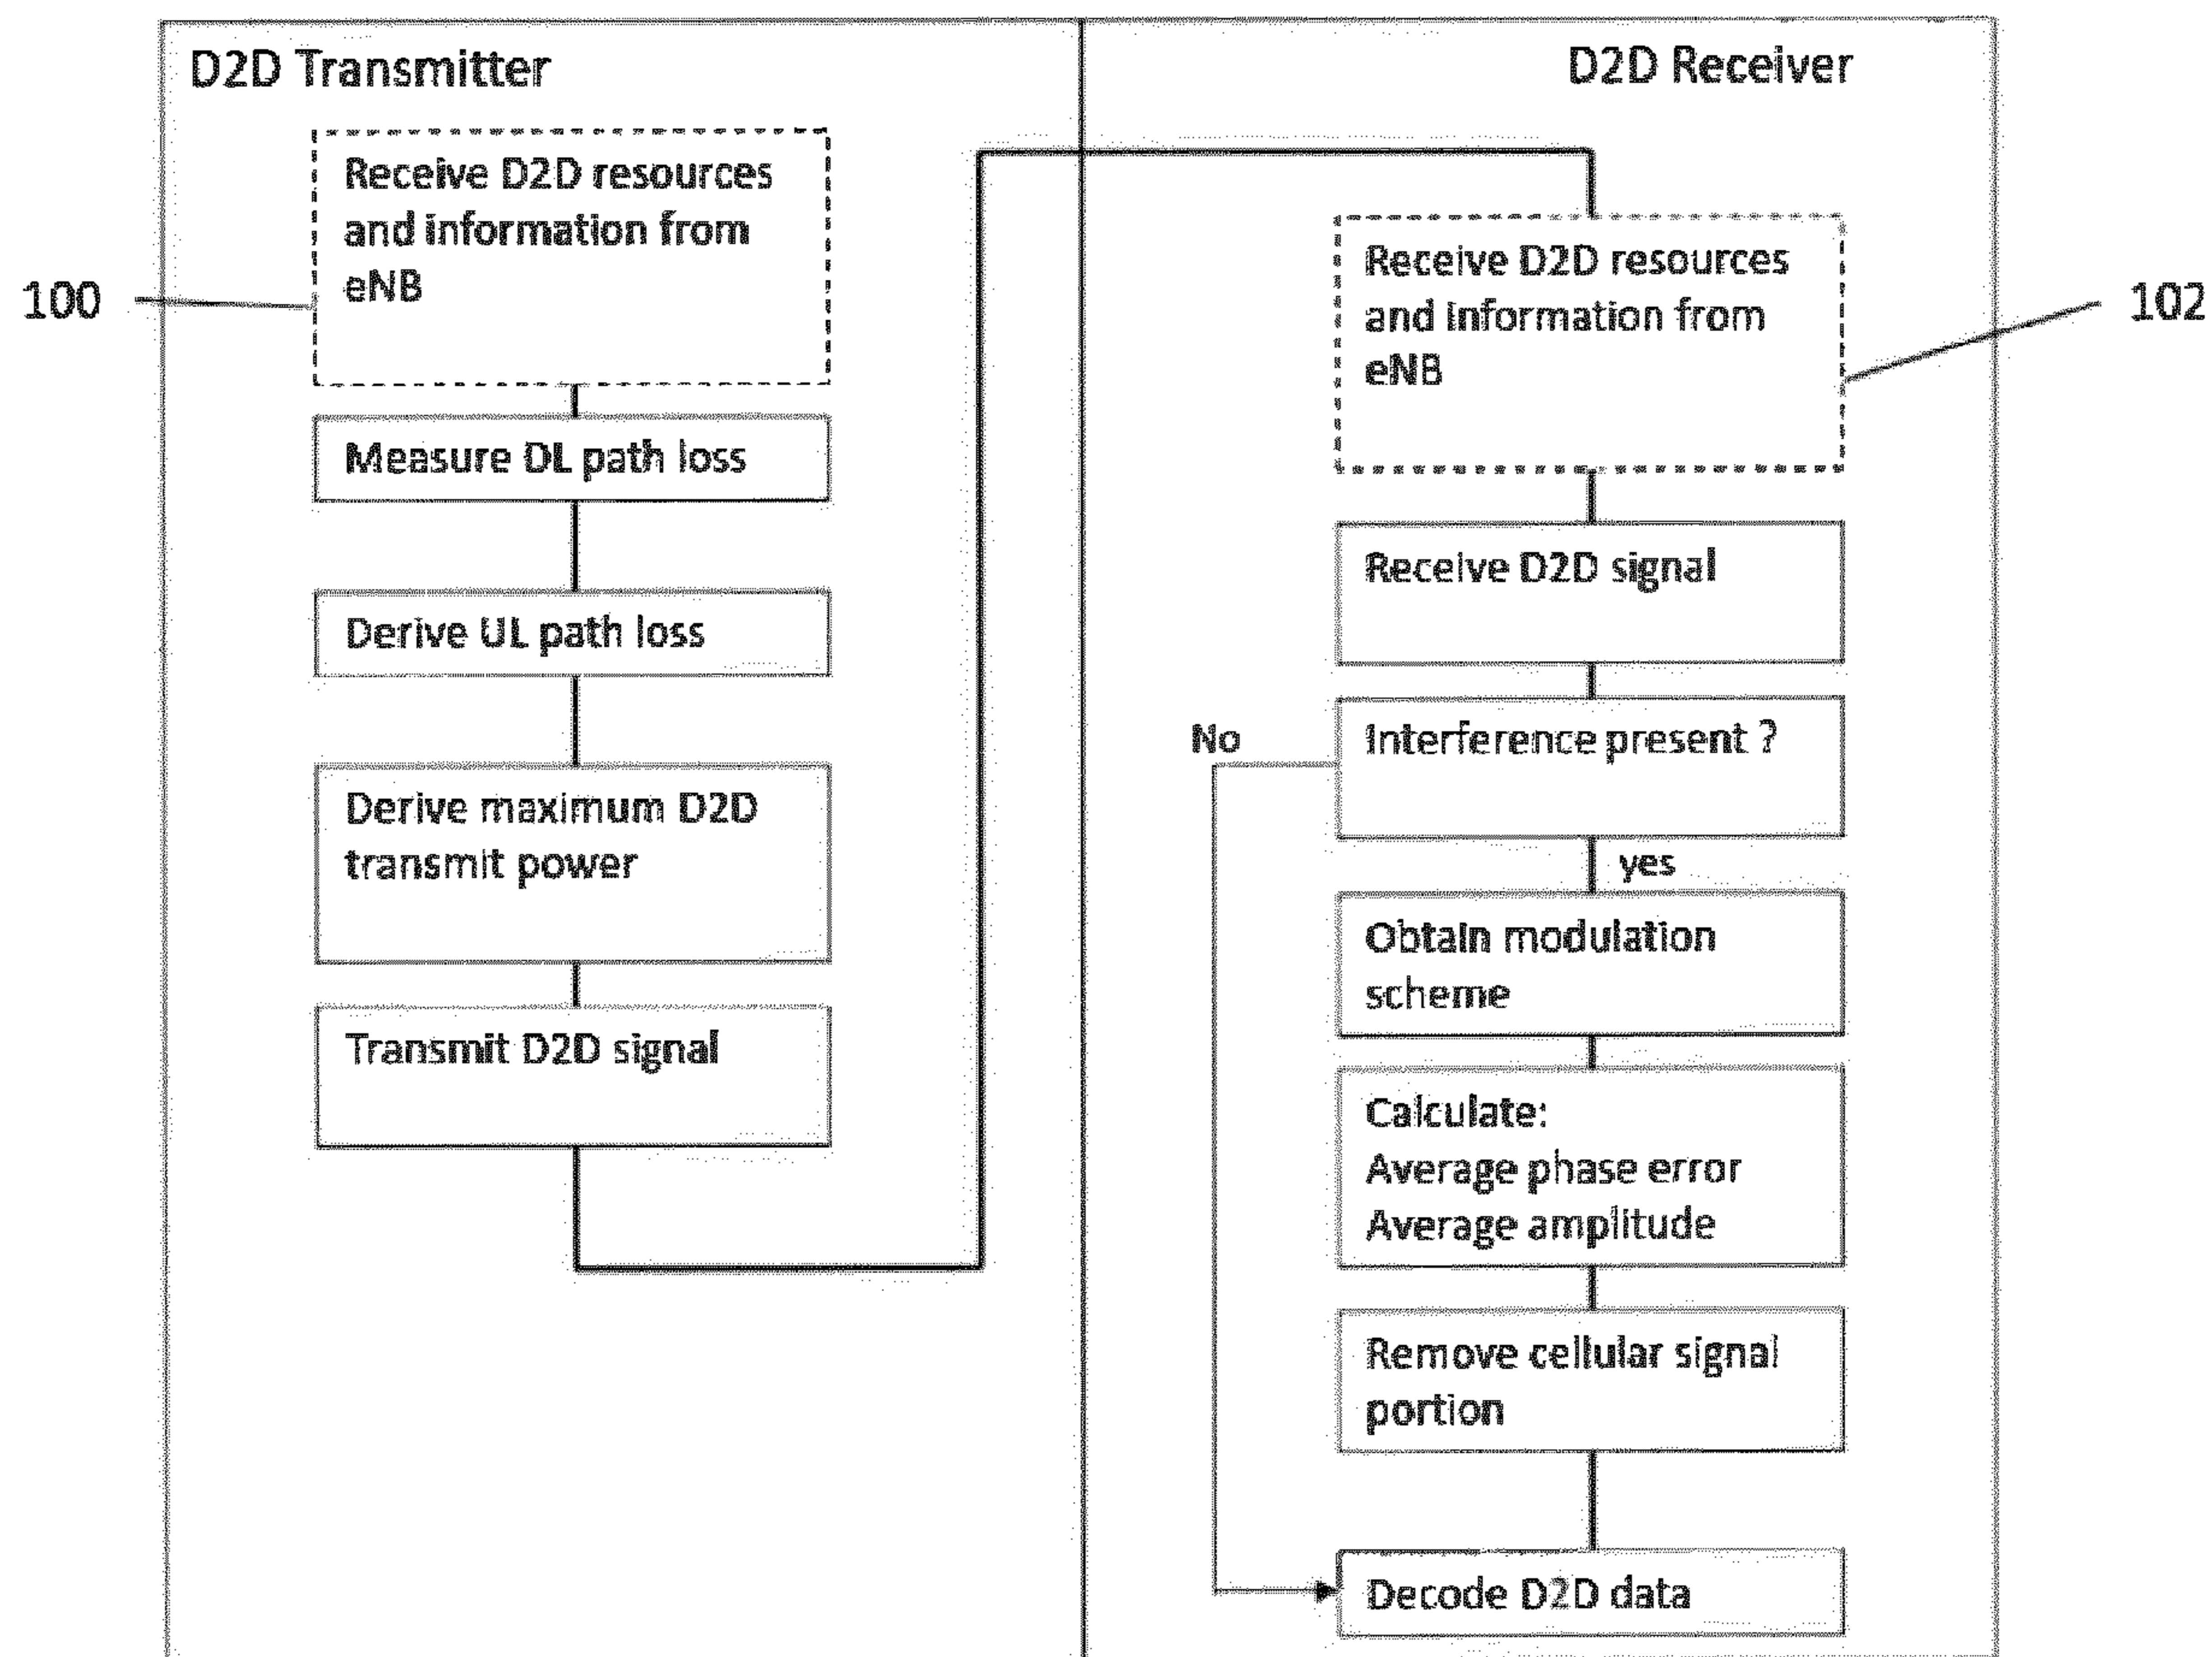 D2D Transmitter
100
Receive D2D resources
and information from
eNB
Measure DL path loss
Derive UL path loss
Derive maximum D2D
transmit power
Transmit D2D signal
D2D Receiver
102
Receive D2D resources
and information from
eNB
Receive D2D signal
Interference present ?
No
yes
Obtain modulation
scheme
Calculate:
Average phase error
Average amplitude
Remove cellular signal
portion
Decode D2D data